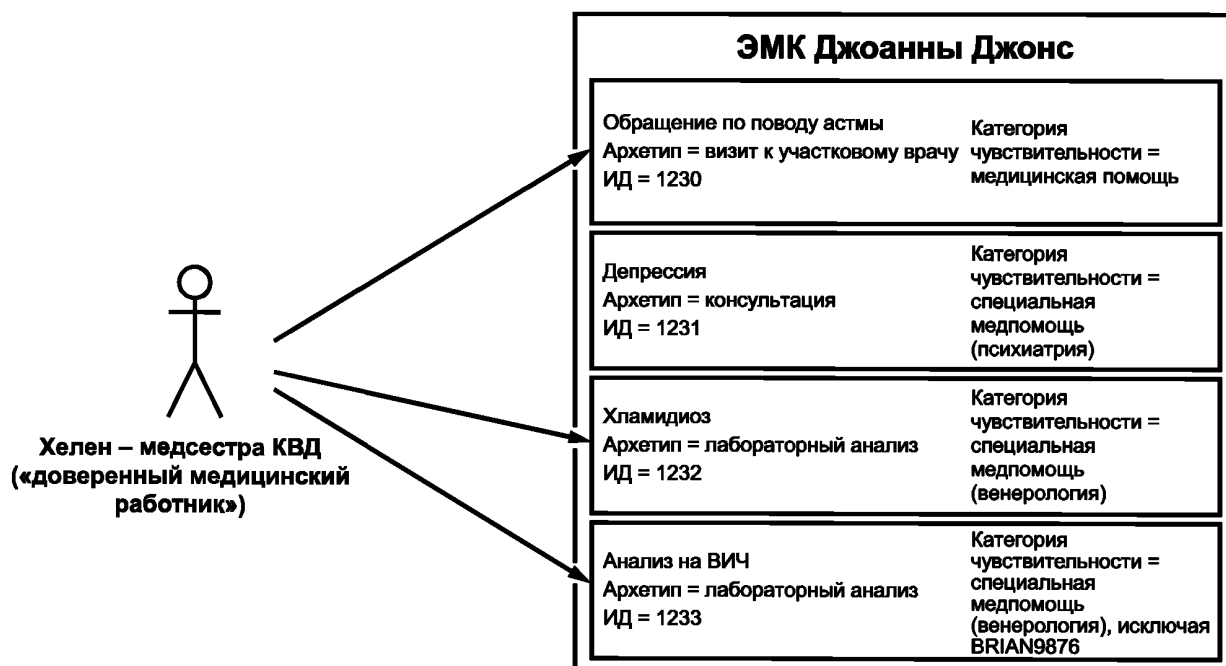 ЭМК Джоанны Джонс
Обращение по поводу астмы
Архетип = визит к участковому врачу
ИД = 1230
Категория
чувствительности =
медицинская помощь
Депрессия
Архетип = консультация
ИД = 1231
Категория
чувствительности =
специальная
медпомощь
(психиатрия)
Хламидиоз
Архетип = лабораторный анализ
ИД = 1232
Категория
чувствительности =
специальная
медпомощь
(венерология)
Анализ на ВИЧ
Архетип = лабораторный анализ
ИД = 1233
Категория
чувствительности =
специальная
медпомощь
(венерология), исключая
BRIAN9876
Хелен – медсестра КВД
(«доверенный медицинский
работник»)